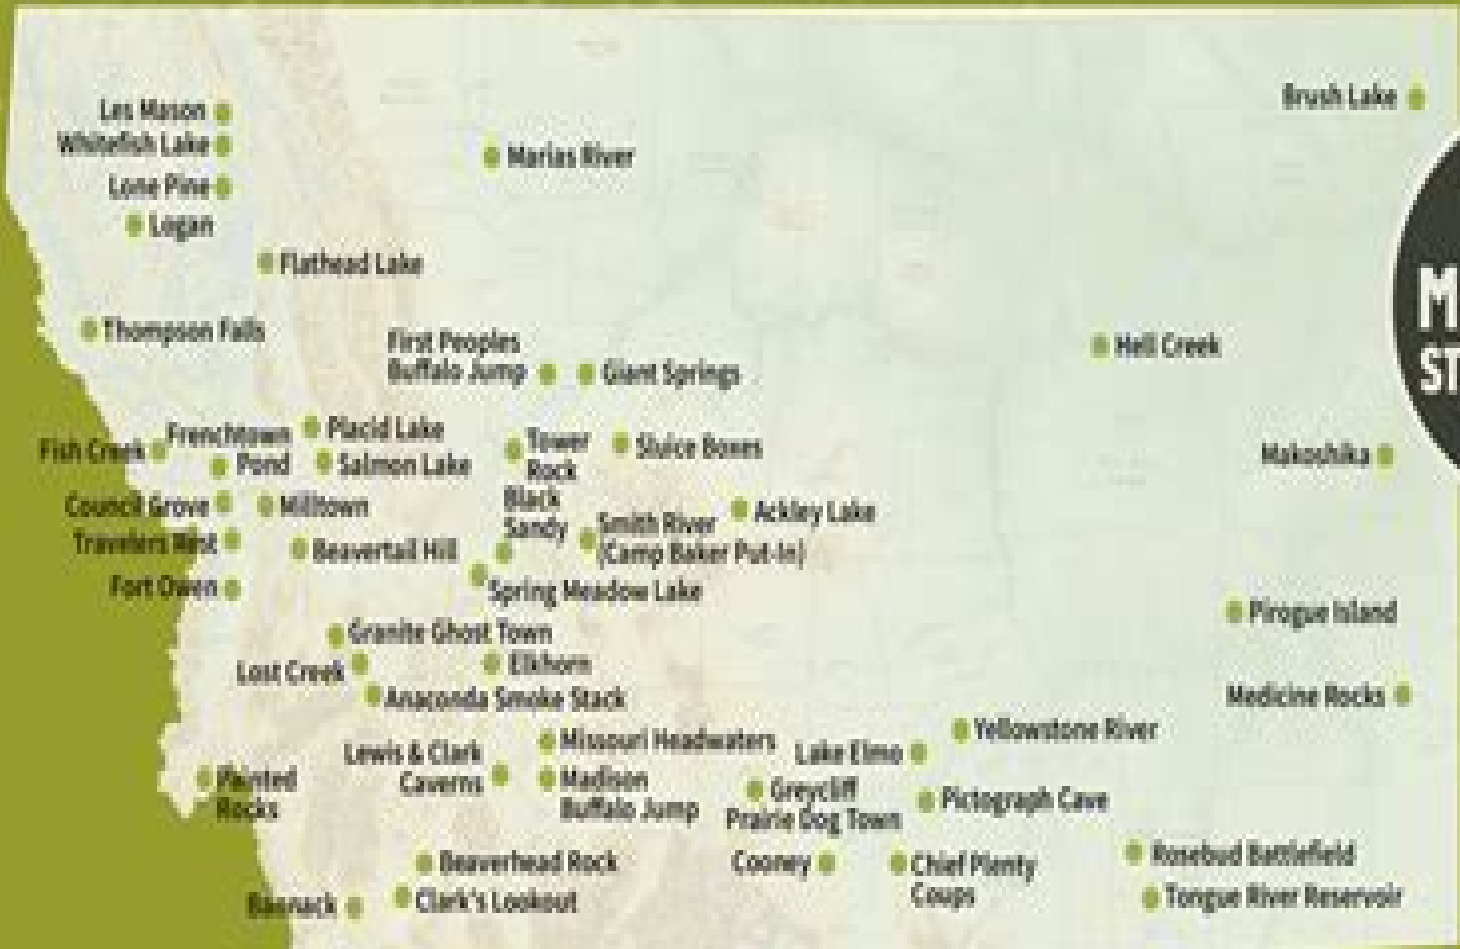 Les Mason
Brush Lake
Whitefish Lake
Marias River
Lone Pine
Logan
Flathead Lake
Thompson Falls
First Peoples
Buffalo Jump
Giant Springs
Hell Creek
M
ST
Fish Creek
Frenchtown
Pond
Placid Lake
Salmon Lake
Tower
Rock
Sluice Boxes
Makoshika
Council Grove
Milltown
Black
Sandy
Smith River
(Camp Baker Put-In)
Ackley Lake
Travelers Rest
Beavertail Hill
Fort Owen
Spring Meadow Lake
Pirogue Island
Granite Ghost Town
Lost Creek
Elkhorn
Anaconda Smoke Stack
Medicine Rocks
Yellowstone River
Missouri Headwaters
Lake Elmo
Lewis & Clark
Caverns
Madison
Buffalo Jump
Painted
Rocks
Greycliff
Prairie Dog Town
Pictograph Cave
Beaverhead Rock
Cooney
Chief Plenty
Coups
Rosebud Battlefield
Bannack
Clark's Lookout
Tongue River Reservoir